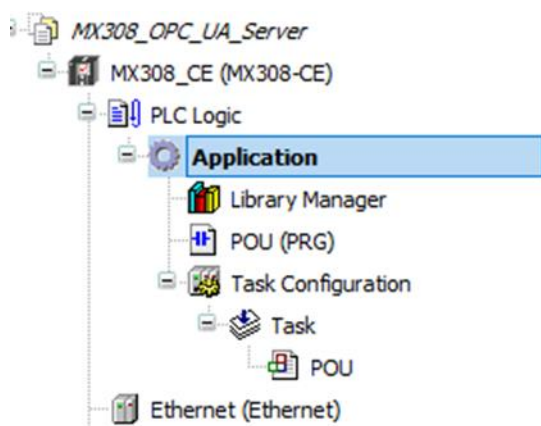 MX308_OPC_UA_Server
MX308_CE (MX308-CE)
PLC Logic
Application
Library Manager
POU (PRG)
Task Configuration
Task
POU
Ethernet (Ethernet)